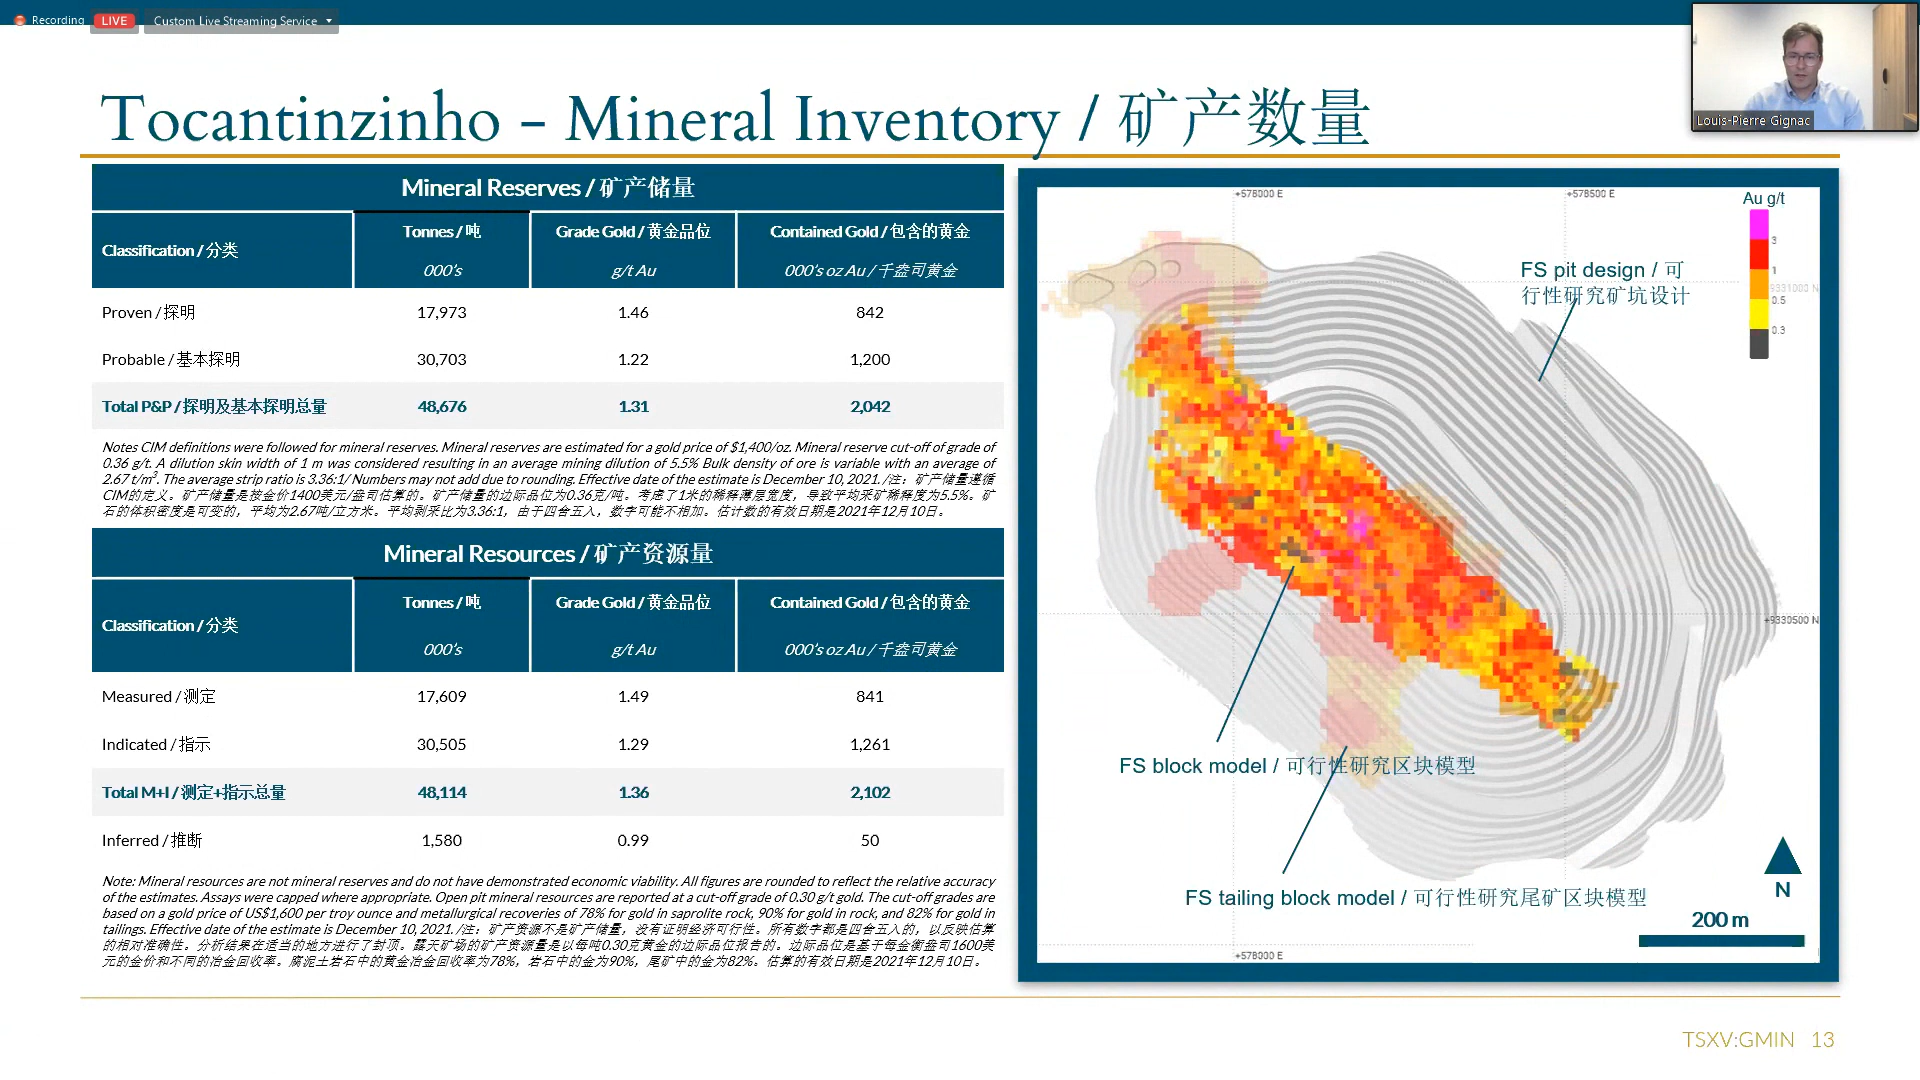 Recording LIVE Custom Live Streaming Service
Louis-Pierre Gignac
Tocantinzinho - Mineral Inventory / 矿产数量
Mineral Reserves / 矿产储量
Classification / 分类 Tonnes / 吨 Grade Gold / 黄金品位 Contained Gold / 包含的黄金
000's g/t Au 000's oz Au / 千盎司黄金
Proven / 探明 17,973 1.46 842
Probable / 基本探明 30,703 1.22 1,200
Total P&P / 探明及基本探明总量 48,676 1.31 2,042
Notes CIM definitions were followed for mineral reserves. Mineral reserves are estimated for a gold price of $1,400/oz. Mineral reserve cut-off of grade of
0.36 g/t. A dilution skin width of 1 m was considered resulting in an average mining dilution of 5.5% Bulk density of ore is variable with an average of
2.67 t/m³. The average strip ratio is 3.36:1/ Numbers may not add due to rounding. Effective date of the estimate is December 10, 2021. /注：矿产储量遵循
CIM的定义。矿产储量是按金价1400美元/盎司估算的。矿产储量的边际品位为0.36克/吨。考虑了1米的稀释薄层宽度，导致平均采矿稀释度为5.5%。矿
石的体积密度是可变的，平均为2.67吨/立方米。平均剥采比为3.36:1，由于四舍五入，数字可能不相加。估计数的有效日期是2021年12月10日。
Mineral Resources / 矿产资源量
Classification / 分类 Tonnes / 吨 Grade Gold / 黄金品位 Contained Gold / 包含的黄金
000's g/t Au 000's oz Au / 千盎司黄金
Measured / 测定 17,609 1.49 841
Indicated / 指示 30,505 1.29 1,261
Total M+I / 测定+指示总量 48,114 1.36 2,102
Inferred / 推断 1,580 0.99 50
Note: Mineral resources are not mineral reserves and do not have demonstrated economic viability. All figures are rounded to reflect the relative accuracy
of the estimates. Assays were capped where appropriate. Open pit mineral resources are reported at a cut-off grade of 0.30 g/t gold. The cut-off grades are
based on a gold price of US$1,600 per troy ounce and metallurgical recoveries of 78% for gold in saprolite rock, 90% for gold in rock, and 82% for gold in
tailings. Effective date of the estimate is December 10, 2021. /注：矿产资源不是矿产储量，没有证明经济可行性。所有数字都是四舍五入的，以反映估算
的相对准确性。分析结果在适当的地方进行了封顶。露天矿场的矿产资源量是以每吨0.30克黄金的边际品位报告的。边际品位是基于每金衡盎司1600美
元的金价和不同的冶金回收率。腐泥土岩石中的黄金冶金回收率为78%，岩石中的金为90%，尾矿中的金为82%。估算的有效日期是2021年12月10日。
+578000 E +578500 E
Au g/t
3
1
0.5
0.3
9331000 N
FS pit design / 可
行性研究矿坑设计
+9330500 N
FS block model / 可行性研究区块模型
FS tailing block model / 可行性研究尾矿区块模型
N
200 m
+578000 E
TSXV:GMIN 13